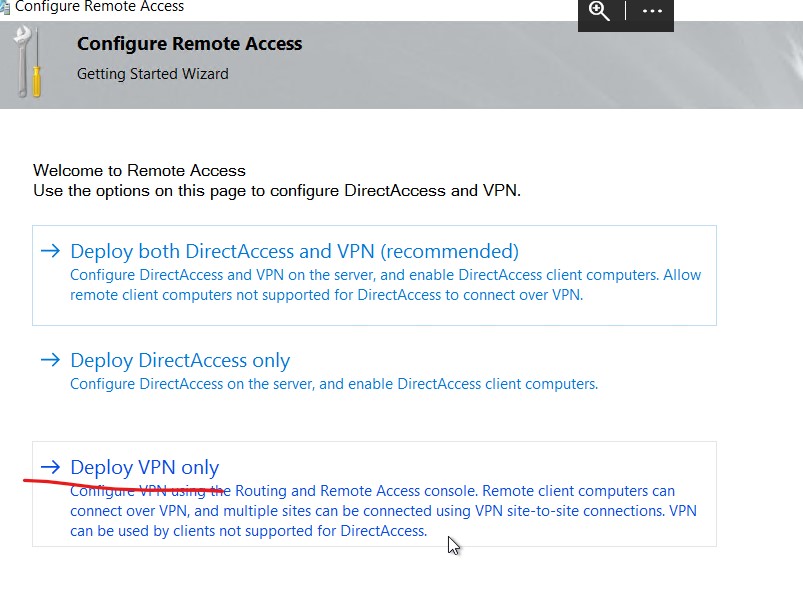 Configure Remote Access
Configure Remote Access
Getting Started Wizard
Welcome to Remote Access
Use the options on this page to configure DirectAccess and VPN.
Deploy both DirectAccess and VPN (recommended)
Configure DirectAccess and VPN on the server, and enable DirectAccess client computers. Allow
remote client computers not supported for DirectAccess to connect over VPN.
Deploy DirectAccess only
Configure DirectAccess on the server, and enable DirectAccess client computers.
Deploy VPN only
Configure VPN using the Routing and Remote Access console. Remote client computers can
connect over VPN, and multiple sites can be connected using VPN site-to-site connections. VPN
can be used by clients not supported for DirectAccess.